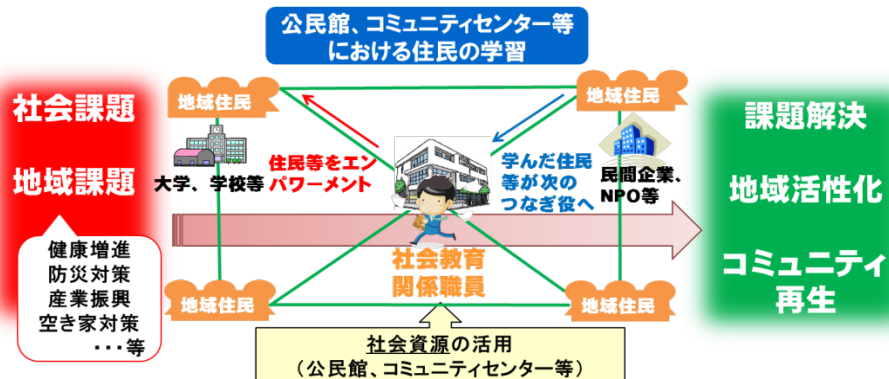 公民館、コミュニティセンター等
における住民の学習
社会課題
地域課題
健康増進
防災対策
産業振興
空き家対策
・・・等
地域住民
大学、学校等
住民等をエン
パワーメント
学んだ住民
等が次の
つなぎ役へ
地域住民
民間企業、
NPO等
社会教育
関係職員
地域住民
地域住民
社会資源の活用
（公民館、コミュニティセンター等）
課題解決
地域活性化
コミュニティ
再生